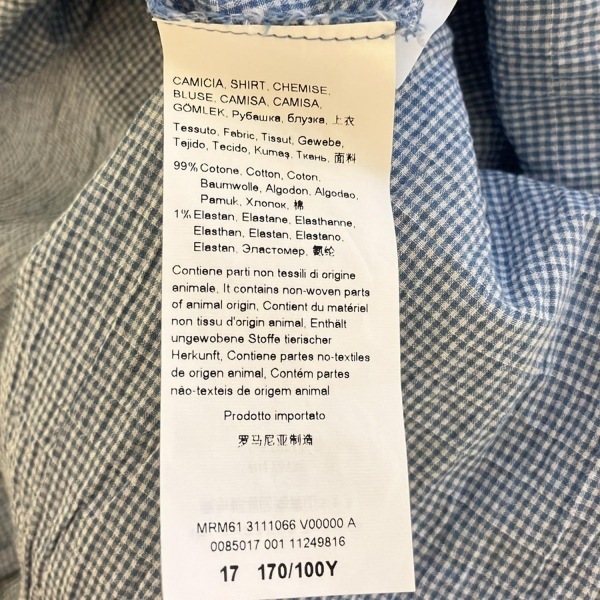 CAMICIA, SHIRT, CHEMISE,
BLUSE, CAMISA, CAMISA,
GÖMLEK, Рубашка, блузка, 上衣
Tessuto, Fabric, Tissut, Gewebe,
Tejido, Tecido, Kumaş, Ткань, 面料
99% Cotone, Cotton, Coton,
Baumwolle, Algodon, Algodao,
Pamuk, Хлопок, 棉
1% Elastan, Elastane, Elasthanne,
Elasthan, Elastan, Elastano,
Elastan, Эластомер, 氨纶
Contiene parti non tessili di origine
animale, It contains non-woven parts
of animal origin, Contient du matériel
non tissu d'origin animal, Enthält
ungewobene Stoffe tierischer
Herkunft, Contiene partes no-textiles
de origen animal, Contém partes
não-texteis de origem animal
Prodotto importato
罗马尼亚制造
MRM61 3111066 V00000 A
0085017 001 11249816
17 170/100Y